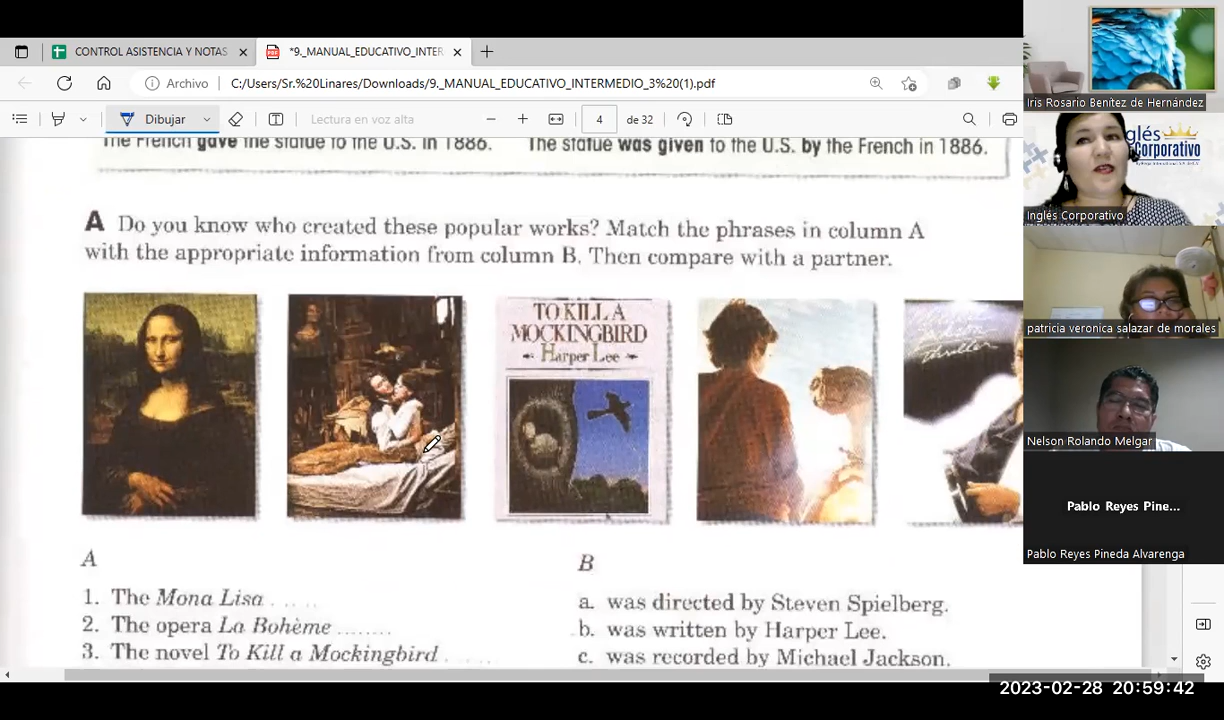 CONTROL ASISTENCIA Y NOTAS
*9._MANUAL_EDUCATIVO_INTER
Archivo
C:/Users/Sr.%20Linares/Downloads/9._MANUAL_EDUCATIVO_INTERMEDIO_3%20(1).pdf
Dibujar
Lectura en voz alta
4
de 32
The French gave the statue to the U.S. in 1886.
The statue was given to the U.S. by the French in 1886.
A Do you know who created these popular works? Match the phrases in column A
with the appropriate information from column B. Then compare with a partner.
TO KILL A
MOCKINGBIRD
Harper Lee
Thriller
A
1. The Mona Lisa . . . . .
2. The opera La Bohème ........
3. The novel To Kill a Mockingbird . . . . .
B
a. was directed by Steven Spielberg.
b. was written by Harper Lee.
c. was recorded by Michael Jackson.
Iris Rosario Benítez de Hernández
glés
Corporativo
Inglés Corporativo
patricia veronica salazar de morales
Nelson Rolando Melgar
Pablo Reyes Pine...
Pablo Reyes Pineda Alvarenga
2023-02-28 20:59:42